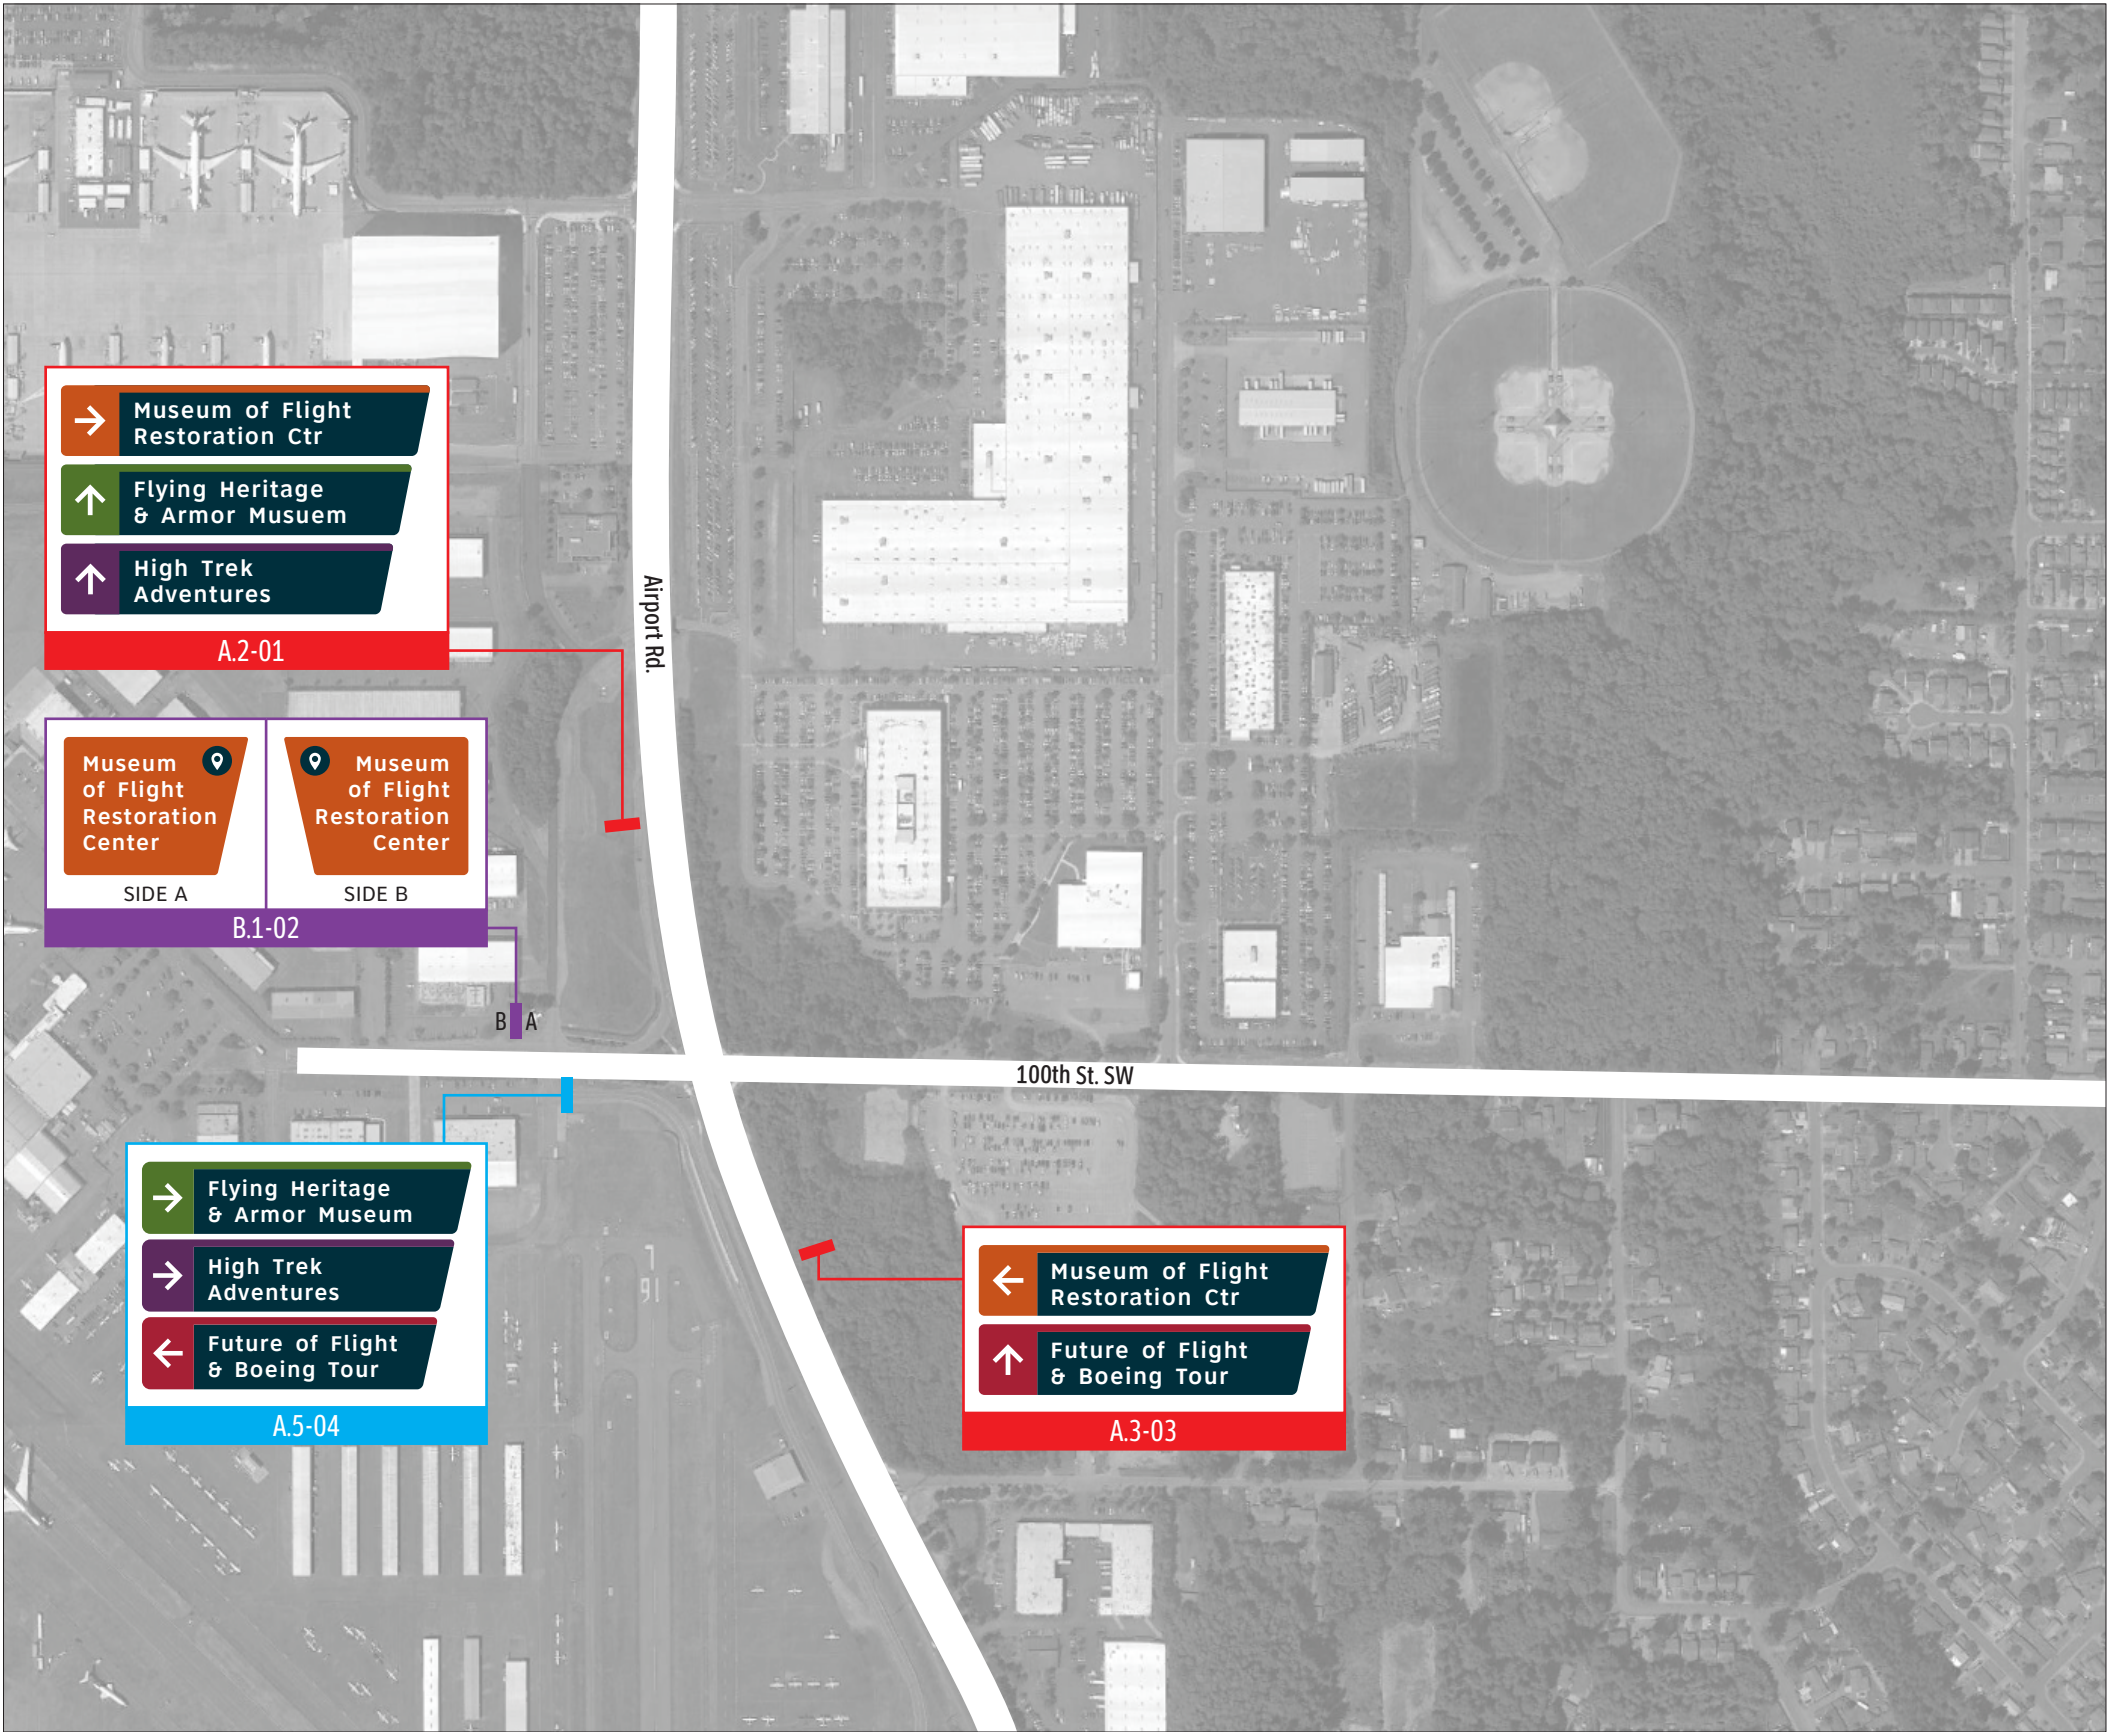 Museum of Flight
Restoration Ctr
Flying Heritage
& Armor Musuem
High Trek
Adventures
A.2-01
Airport Rd.
Museum
of Flight
Restoration
Center
SIDE A
Museum
of Flight
Restoration
Center
SIDE B
B.1-02
B
A
100th St. SW
Flying Heritage
& Armor Museum
High Trek
Adventures
Future of Flight
& Boeing Tour
A.5-04
Museum of Flight
Restoration Ctr
Future of Flight
& Boeing Tour
A.3-03